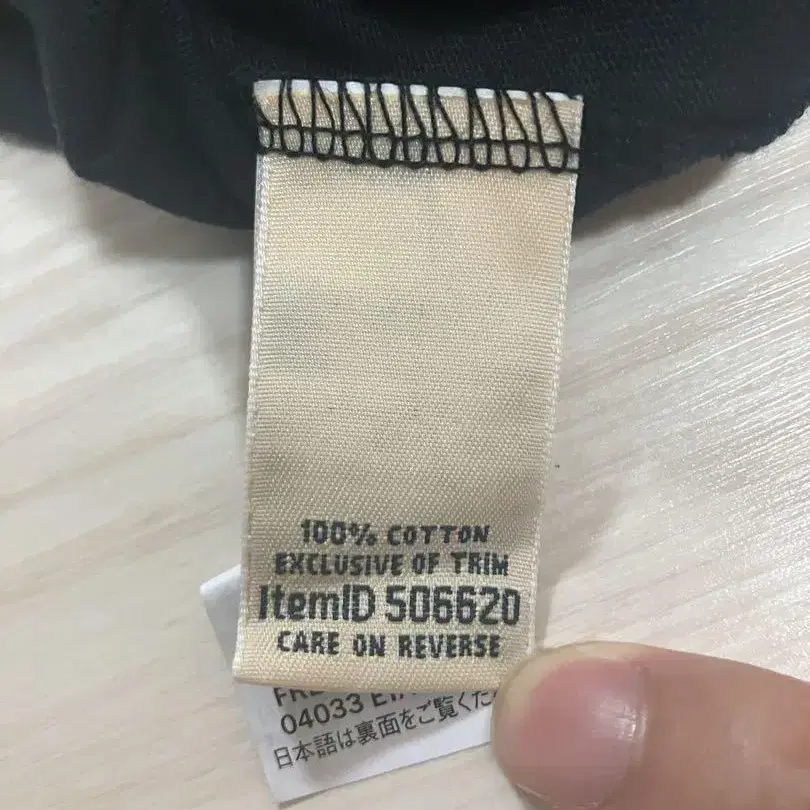 100% COTTON
EXCLUSIVE OF TRIM
ItemID 506620
CARE ON REVERSE
04033
日本語は裏面をご覧くだ